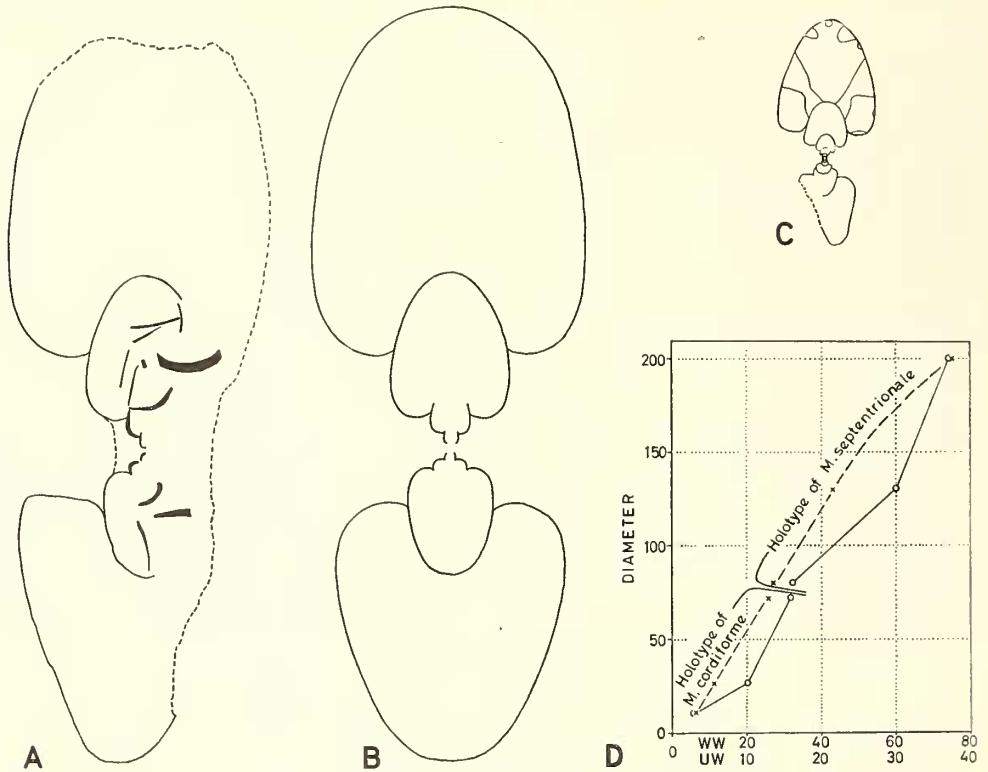 A
B
C
D
DIAMETER
200
150
100
50
0
Holotype of M. septentrionale
Holotype of
M. cordiforme
0 WW 20 40 60 80
UW 10 20 30 40